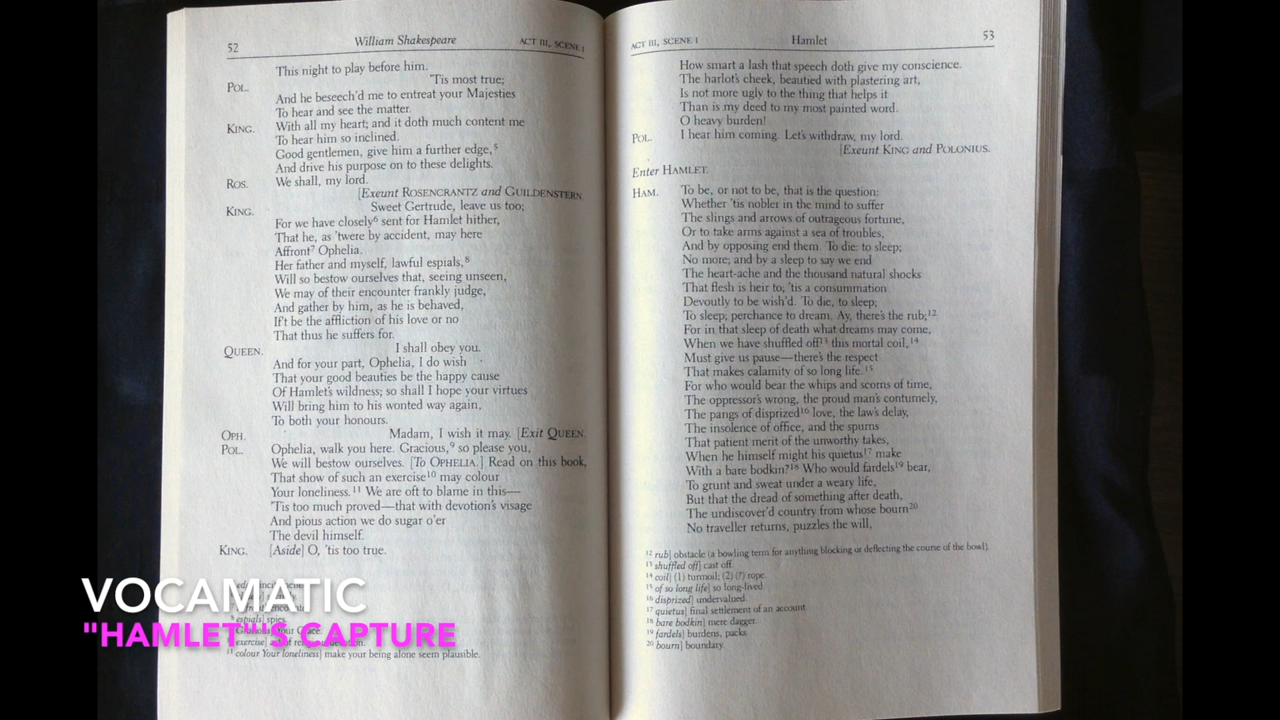 52
William Shakespeare
ACT III, SCENE I
This night to play before him.
POL. 'Tis most true;
And he beseech'd me to entreat your Majesties
To hear and see the matter.
KING. With all my heart; and it doth much content me
To hear him so inclined.
Good gentlemen, give him a further edge,⁵
And drive his purpose on to these delights.
ROS. We shall, my lord.
[Exeunt ROSENCRANTZ and GUILDENSTERN.
KING. Sweet Gertrude, leave us too;
For we have closely⁶ sent for Hamlet hither,
That he, as 'twere by accident, may here
Affront⁷ Ophelia.
Her father and myself, lawful espials,⁸
Will so bestow ourselves that, seeing unseen,
We may of their encounter frankly judge,
And gather by him, as he is behaved,
If't be the affliction of his love or no
That thus he suffers for.
QUEEN. I shall obey you.
And for your part, Ophelia, I do wish
That your good beauties be the happy cause
Of Hamlet's wildness; so shall I hope your virtues
Will bring him to his wonted way again,
To both your honours.
OPH. Madam, I wish it may. [Exit QUEEN.
POL. Ophelia, walk you here. Gracious,⁹ so please you,
We will bestow ourselves. [To OPHELIA.] Read on this book,
That show of such an exercise¹⁰ may colour
Your loneliness.¹¹ We are oft to blame in this—
'Tis too much proved—that with devotion's visage
And pious action we do sugar o'er
The devil himself.
KING. [Aside] O, 'tis too true.
espials] spies.
Your Grace.
exercise]
¹¹ colour Your loneliness] make your being alone seem plausible.
VOCAMATIC
"HAMLET"'S CAPTURE
ACT III, SCENE I
Hamlet
53
How smart a lash that speech doth give my conscience.
The harlot's cheek, beautied with plastering art,
Is not more ugly to the thing that helps it
Than is my deed to my most painted word.
O heavy burden!
POL. I hear him coming. Let's withdraw, my lord.
[Exeunt KING and POLONIUS.
Enter HAMLET.
HAM. To be, or not to be, that is the question:
Whether 'tis nobler in the mind to suffer
The slings and arrows of outrageous fortune,
Or to take arms against a sea of troubles,
And by opposing end them. To die: to sleep;
No more; and by a sleep to say we end
The heart-ache and the thousand natural shocks
That flesh is heir to, 'tis a consummation
Devoutly to be wish'd. To die, to sleep;
To sleep; perchance to dream. Ay, there's the rub;¹²
For in that sleep of death what dreams may come,
When we have shuffled off¹³ this mortal coil,¹⁴
Must give us pause—there's the respect
That makes calamity of so long life.¹⁵
For who would bear the whips and scorns of time,
The oppressor's wrong, the proud man's contumely,
The pangs of disprized¹⁶ love, the law's delay,
The insolence of office, and the spurns
That patient merit of the unworthy takes,
When he himself might his quietus¹⁷ make
With a bare bodkin?¹⁸ Who would fardels¹⁹ bear,
To grunt and sweat under a weary life,
But that the dread of something after death,
The undiscover'd country from whose bourn²⁰
No traveller returns, puzzles the will,
¹² rub] obstacle (a bowling term for anything blocking or deflecting the course of the bowl).
¹³ shuffled off] cast off.
¹⁴ coil] (1) turmoil; (2) (?) rope.
¹⁵ of so long life] so long-lived.
¹⁶ disprized] undervalued.
¹⁷ quietus] final settlement of an account.
¹⁸ bare bodkin] mere dagger.
¹⁹ fardels] burdens, packs.
²⁰ bourn] boundary.